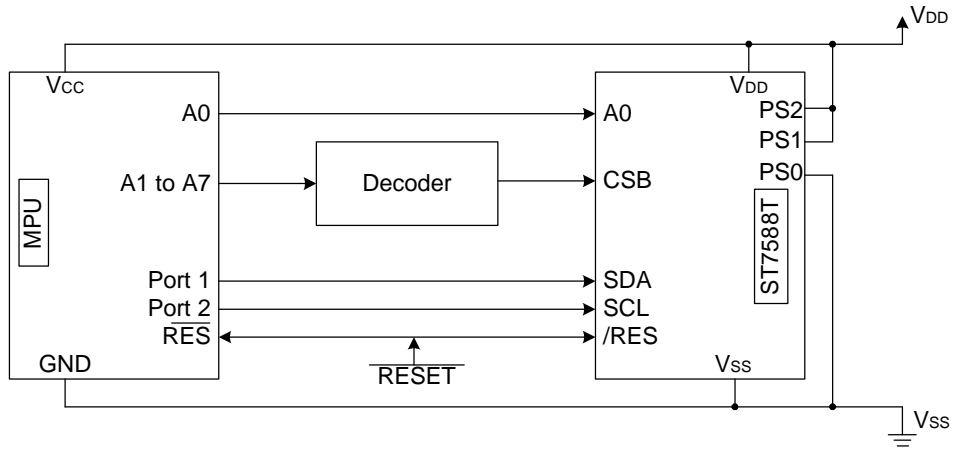 VDD
VCC
VDD
A0
A0
PS2
PS1
A1 to A7
Decoder
CSB
PS0
MPU
ST7588T
Port 1
SDA
Port 2
SCL
RES
/RES
RESET
GND
VSS
VSS